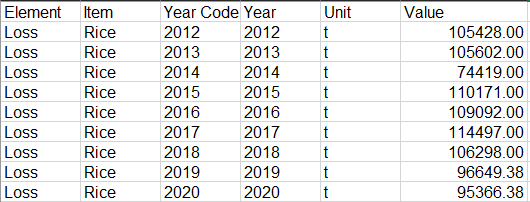 Element Item Year Code Year Unit Value
Loss Rice 2012 2012 t 105428.00
Loss Rice 2013 2013 t 105602.00
Loss Rice 2014 2014 t 74419.00
Loss Rice 2015 2015 t 110171.00
Loss Rice 2016 2016 t 109092.00
Loss Rice 2017 2017 t 114497.00
Loss Rice 2018 2018 t 106298.00
Loss Rice 2019 2019 t 96649.38
Loss Rice 2020 2020 t 95366.38